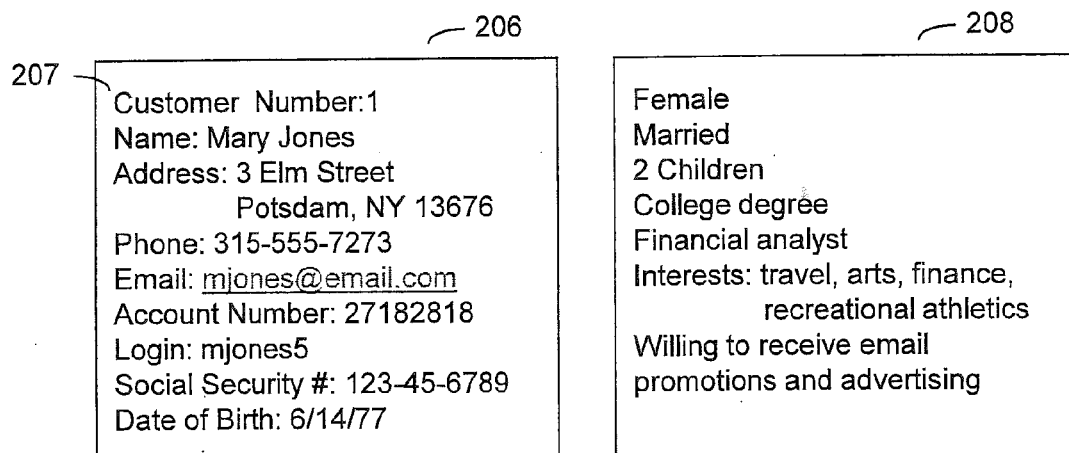 206
207
Customer Number:1
Name: Mary Jones
Address: 3 Elm Street
Potsdam, NY 13676
Phone: 315-555-7273
Email: mjones@email.com
Account Number: 27182818
Login: mjones5
Social Security #: 123-45-6789
Date of Birth: 6/14/77
208
Female
Married
2 Children
College degree
Financial analyst
Interests: travel, arts, finance,
recreational athletics
Willing to receive email
promotions and advertising